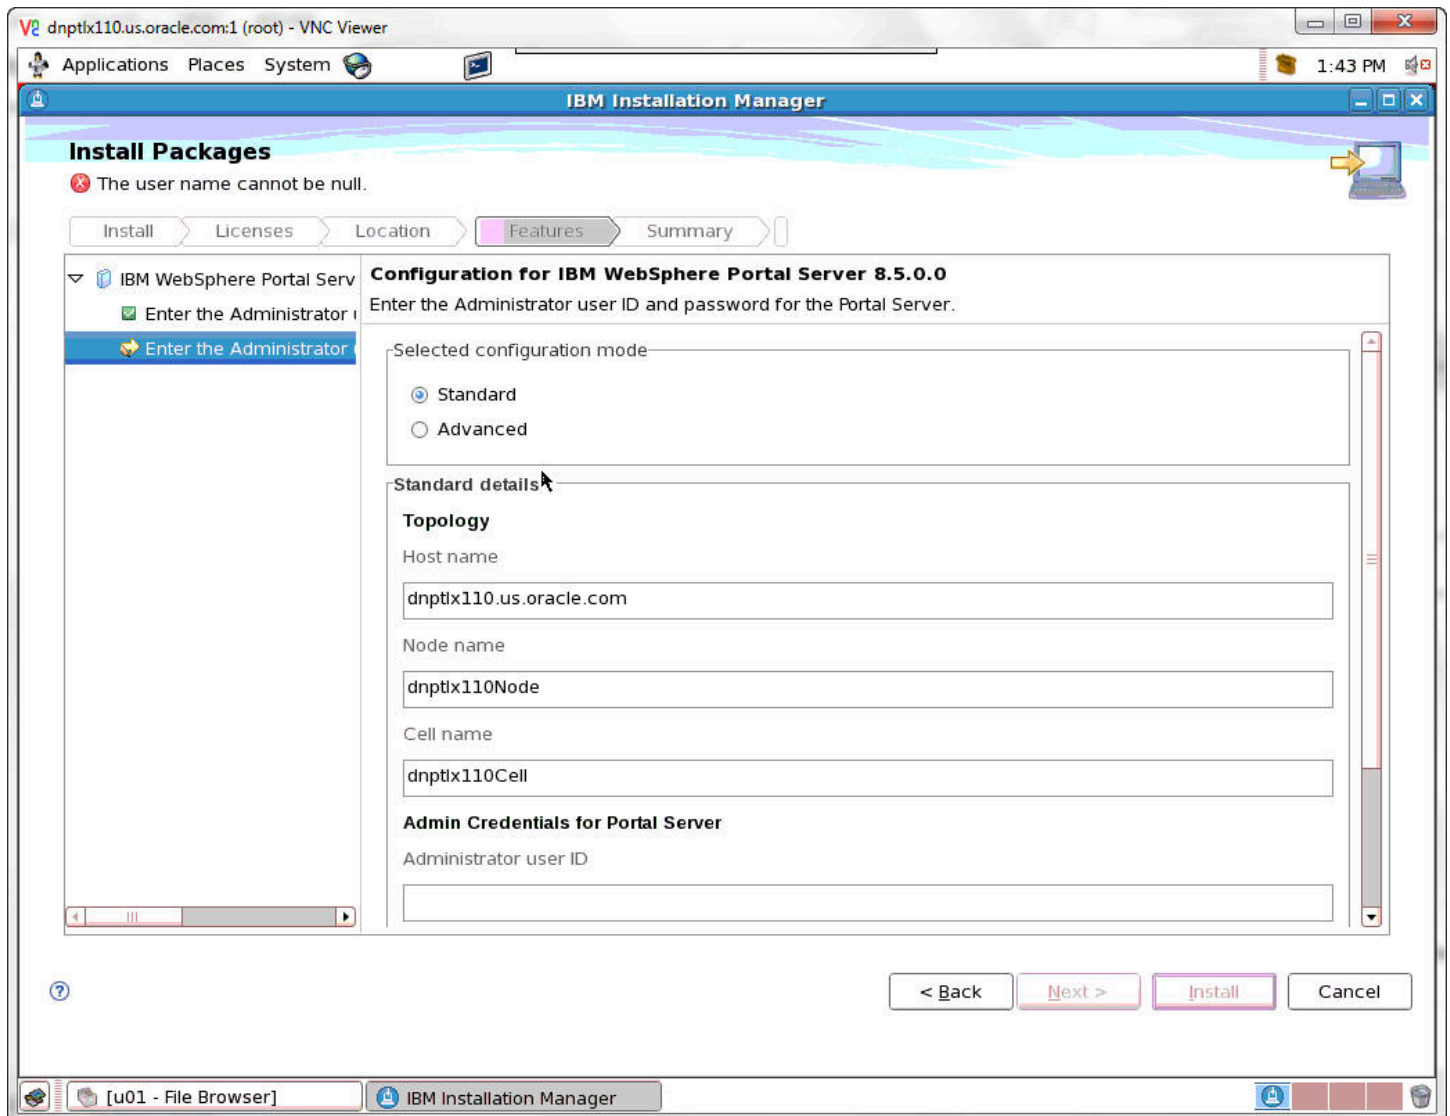 dnptlx110.us.oracle.com:1 (root) - VNC Viewer
Applications Places System 1:43 PM
IBM Installation Manager
Install Packages
The user name cannot be null.
Install Licenses Location Features Summary
IBM WebSphere Portal Serv
Enter the Administrator
Enter the Administrator
Configuration for IBM WebSphere Portal Server 8.5.0.0
Enter the Administrator user ID and password for the Portal Server.
Selected configuration mode
Standard
Advanced
Standard details
Topology
Host name
dnptlx110.us.oracle.com
Node name
dnptlx110Node
Cell name
dnptlx110Cell
Admin Credentials for Portal Server
Administrator user ID
< Back Next > Install Cancel
[u01 - File Browser] IBM Installation Manager